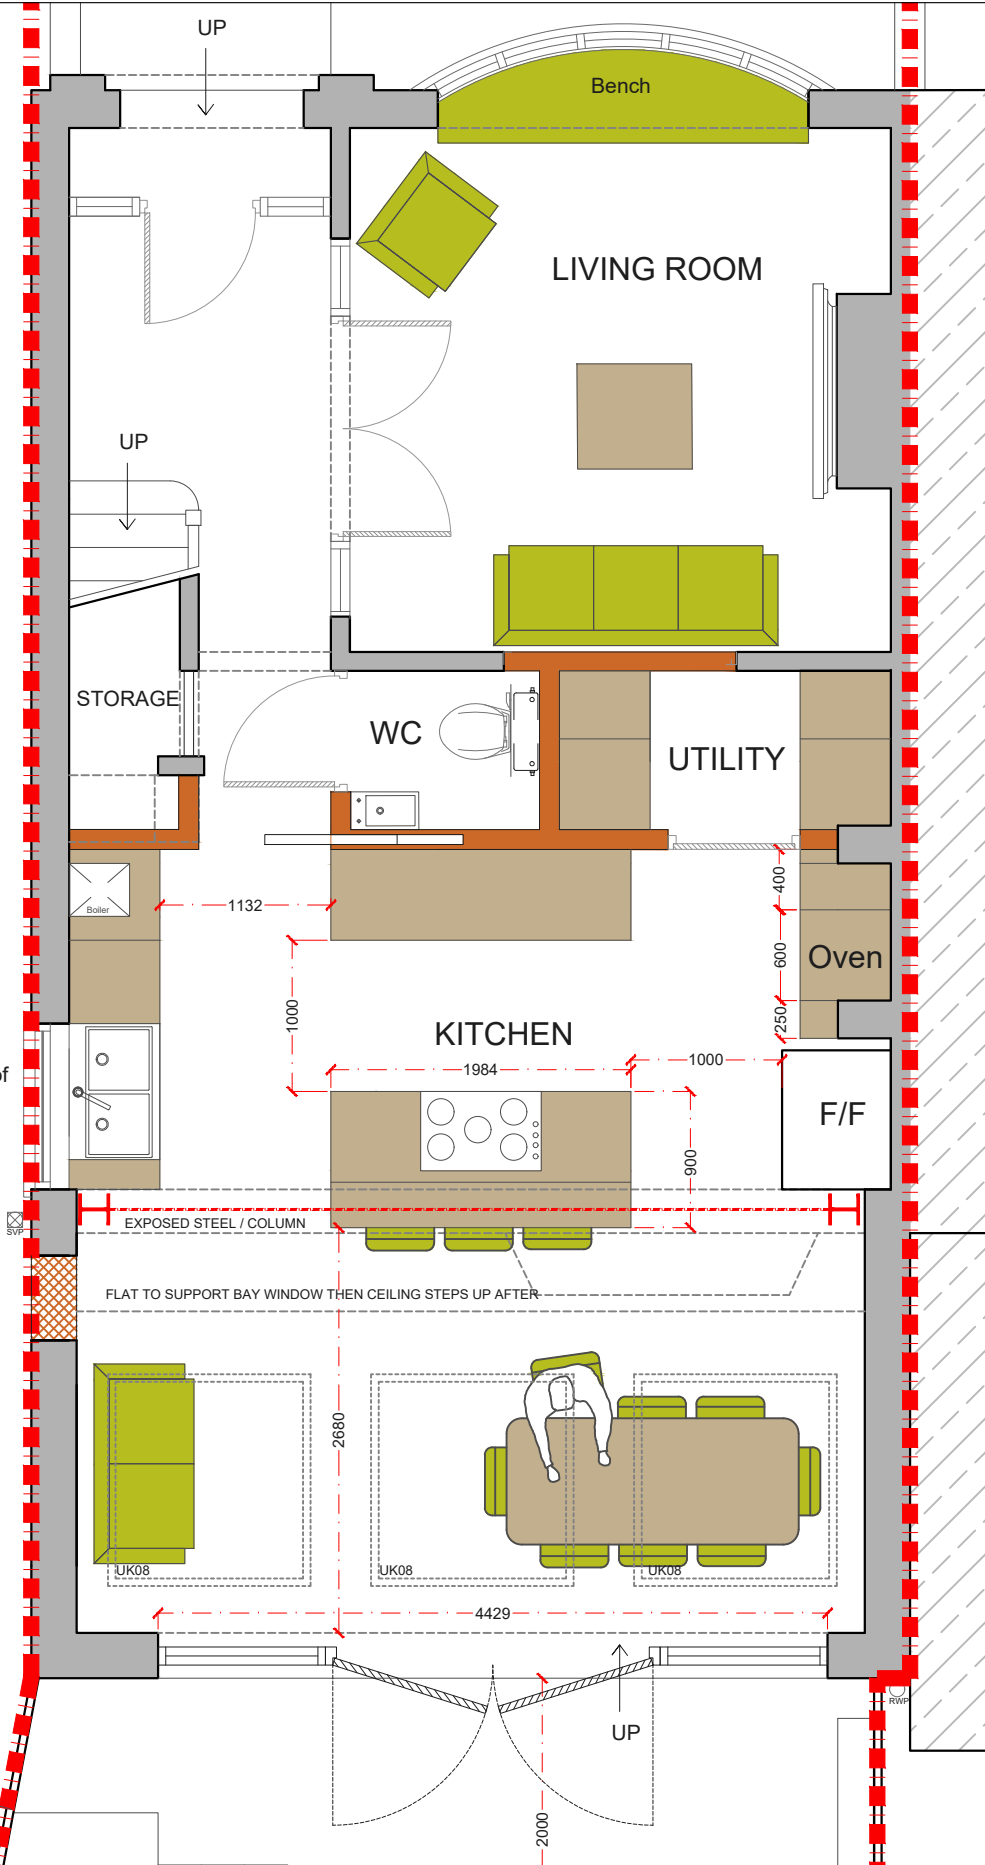 UP
Bench
LIVING ROOM
UP
STORAGE
WC
UTILITY
400
Boiler
1132
600
Oven
1000
250
KITCHEN
1984
1000
of
F/F
900
EXPOSED STEEL / COLUMN
SVP
FLAT TO SUPPORT BAY WINDOW THEN CEILING STEPS UP AFTER
2680
UK08
UK08
UK08
4429
RWP
UP
2000